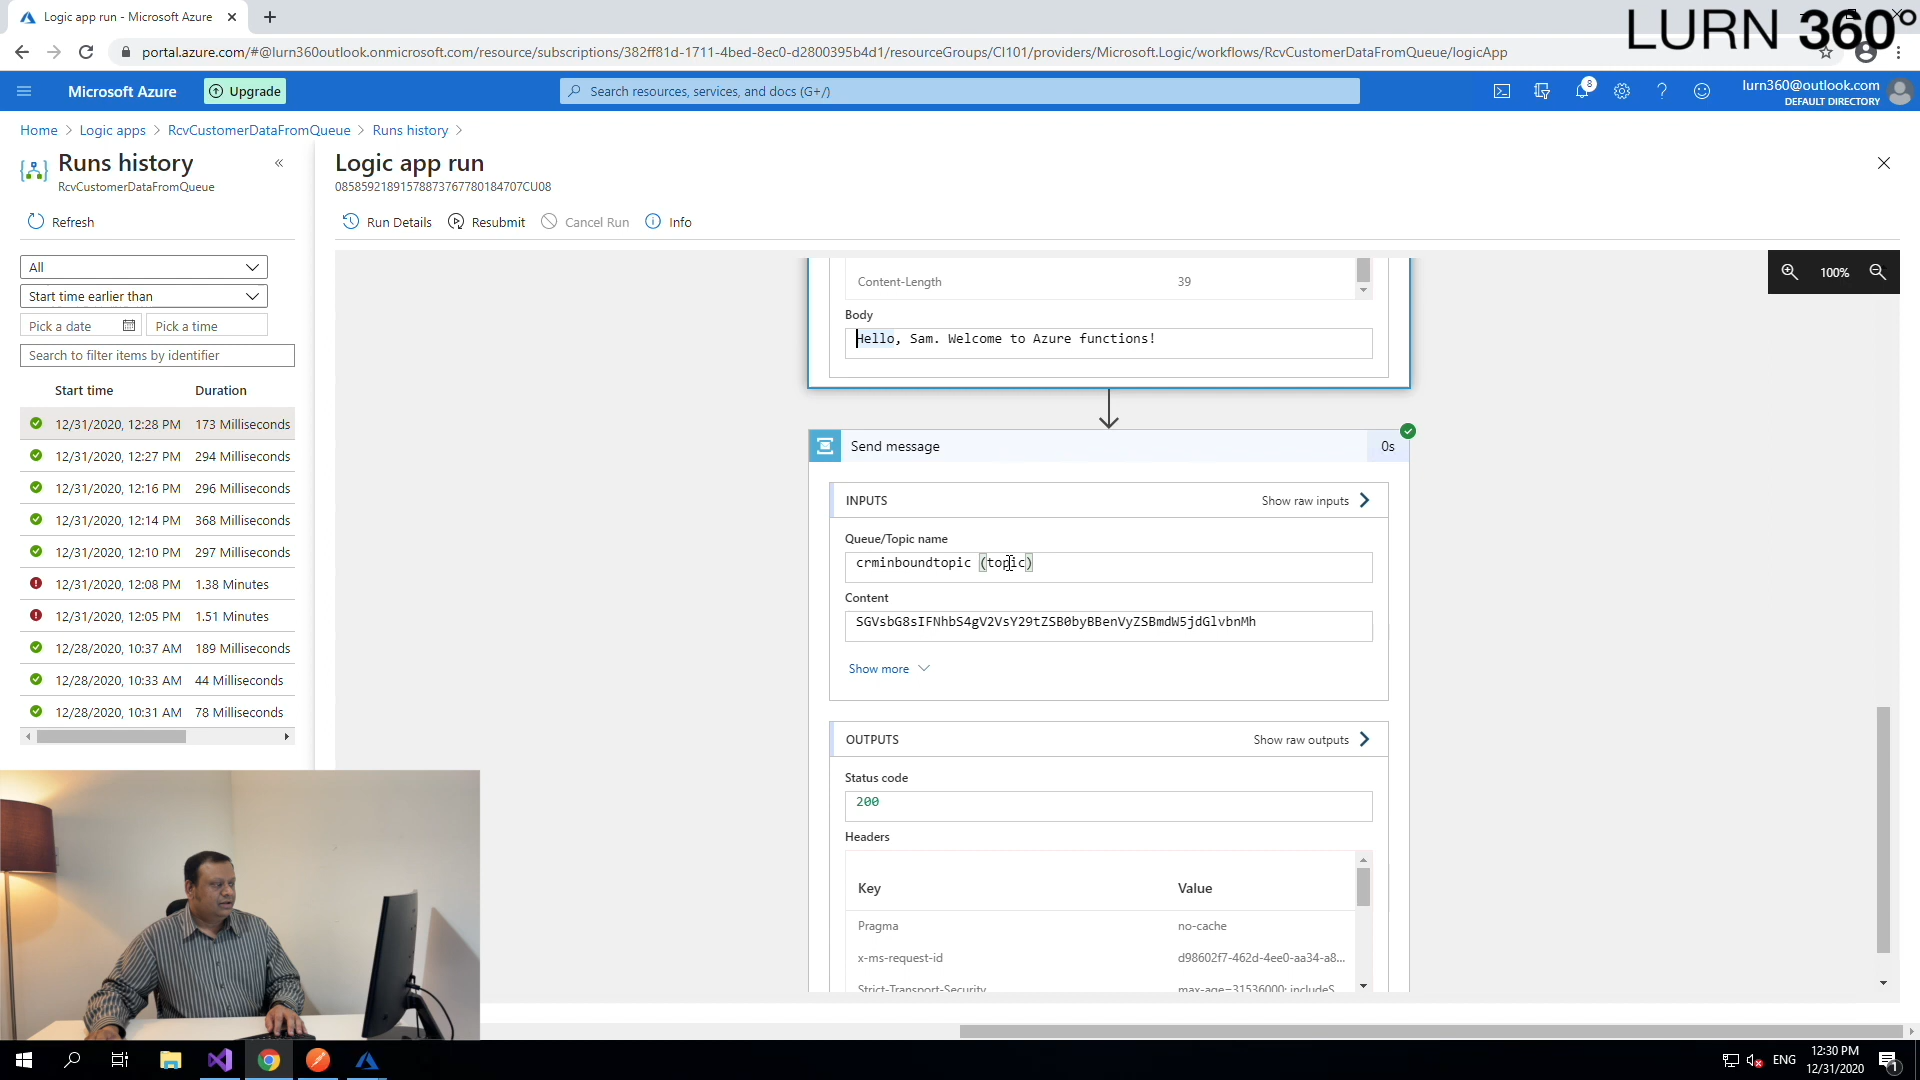 Logic app run - Microsoft Azure
LURN 360°
portal.azure.com/#@lurn360outlook.onmicrosoft.com/resource/subscriptions/382ff81d-1711-4bed-8ec0-d2800395b4d1/resourceGroups/CI101/providers/Microsoft.Logic/workflows/RcvCustomerDataFromQueue/logicApp
Microsoft Azure
Upgrade
Search resources, services, and docs (G+/)
8
lurn360@outlook.com
DEFAULT DIRECTORY
Home > Logic apps > RcvCustomerDataFromQueue > Runs history >
Runs history
RcvCustomerDataFromQueue
Refresh
All
Start time earlier than
Pick a date
Pick a time
Search to filter items by identifier
Start time Duration
12/31/2020, 12:28 PM 173 Milliseconds
12/31/2020, 12:27 PM 294 Milliseconds
12/31/2020, 12:16 PM 296 Milliseconds
12/31/2020, 12:14 PM 368 Milliseconds
12/31/2020, 12:10 PM 297 Milliseconds
12/31/2020, 12:08 PM 1.38 Minutes
12/31/2020, 12:05 PM 1.51 Minutes
12/28/2020, 10:37 AM 189 Milliseconds
12/28/2020, 10:33 AM 44 Milliseconds
12/28/2020, 10:31 AM 78 Milliseconds
Logic app run
08585921891578873767780184707CU08
Run Details
Resubmit
Cancel Run
Info
100%
Content-Length 39
Body
Hello, Sam. Welcome to Azure functions!
Send message 0s
INPUTS Show raw inputs
Queue/Topic name
crminboundtopic (topic)
Content
SGVsbG8sIFNhbS4gV2VsY29tZSB0byBBenVyZSBmdW5jdGlvbnMh
Show more
OUTPUTS Show raw outputs
Status code
200
Headers
Key Value
Pragma no-cache
x-ms-request-id d98602f7-462d-4ee0-aa34-a8...
Strict-Transport-Security max-age=31536000; includeS...
ENG
12:30 PM
12/31/2020
1